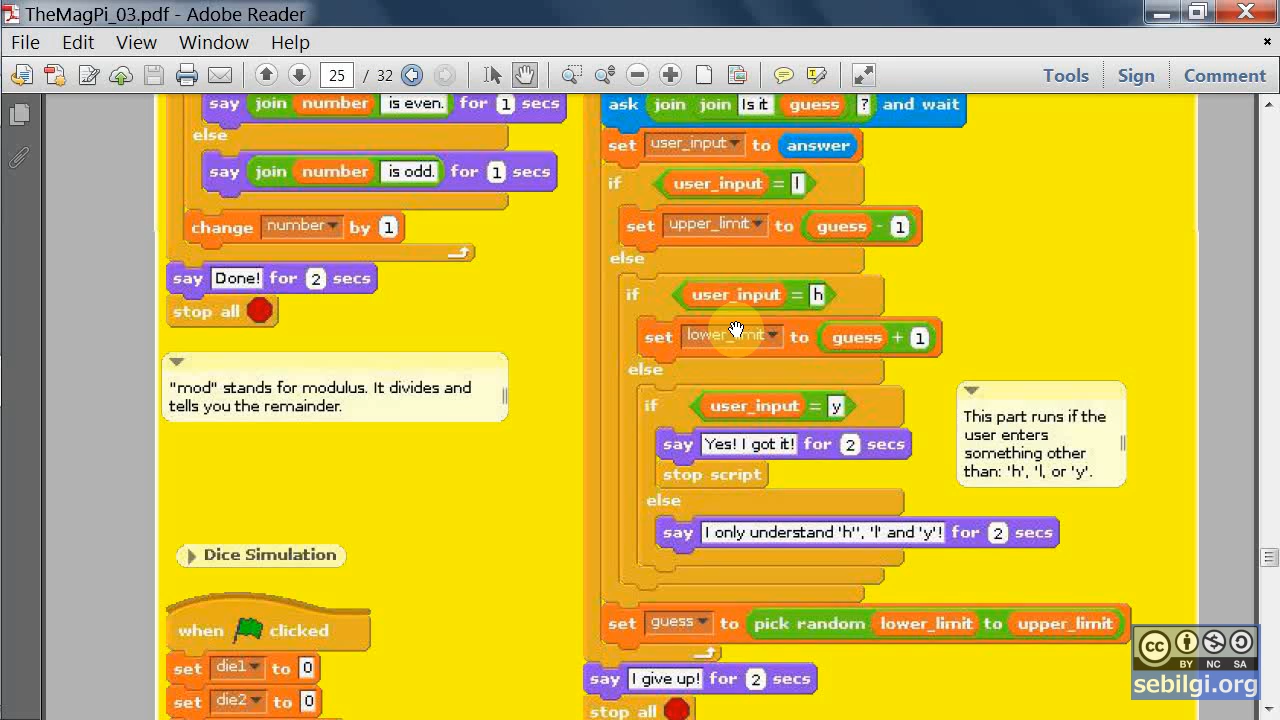 TheMagPi_03.pdf - Adobe Reader
File Edit View Window Help
25 / 32
Tools Sign Comment
say join number is even. for 1 secs
else
say join number is odd. for 1 secs
change number by 1
say Done! for 2 secs
stop all
"mod" stands for modulus. It divides and
tells you the remainder.
Dice Simulation
when clicked
set die1 to 0
set die2 to 0
ask join join Is it guess ? and wait
set user_input to answer
if user_input = l
set upper_limit to guess - 1
else
if user_input = h
set lower_limit to guess + 1
else
if user_input = y
say Yes! I got it! for 2 secs
stop script
else
say I only understand 'h'', 'l' and 'y'! for 2 secs
set guess to pick random lower_limit to upper_limit
say I give up! for 2 secs
stop all
This part runs if the
user enters
something other
than: 'h', 'l, or 'y'.
cc BY NC SA
sebilgi.org